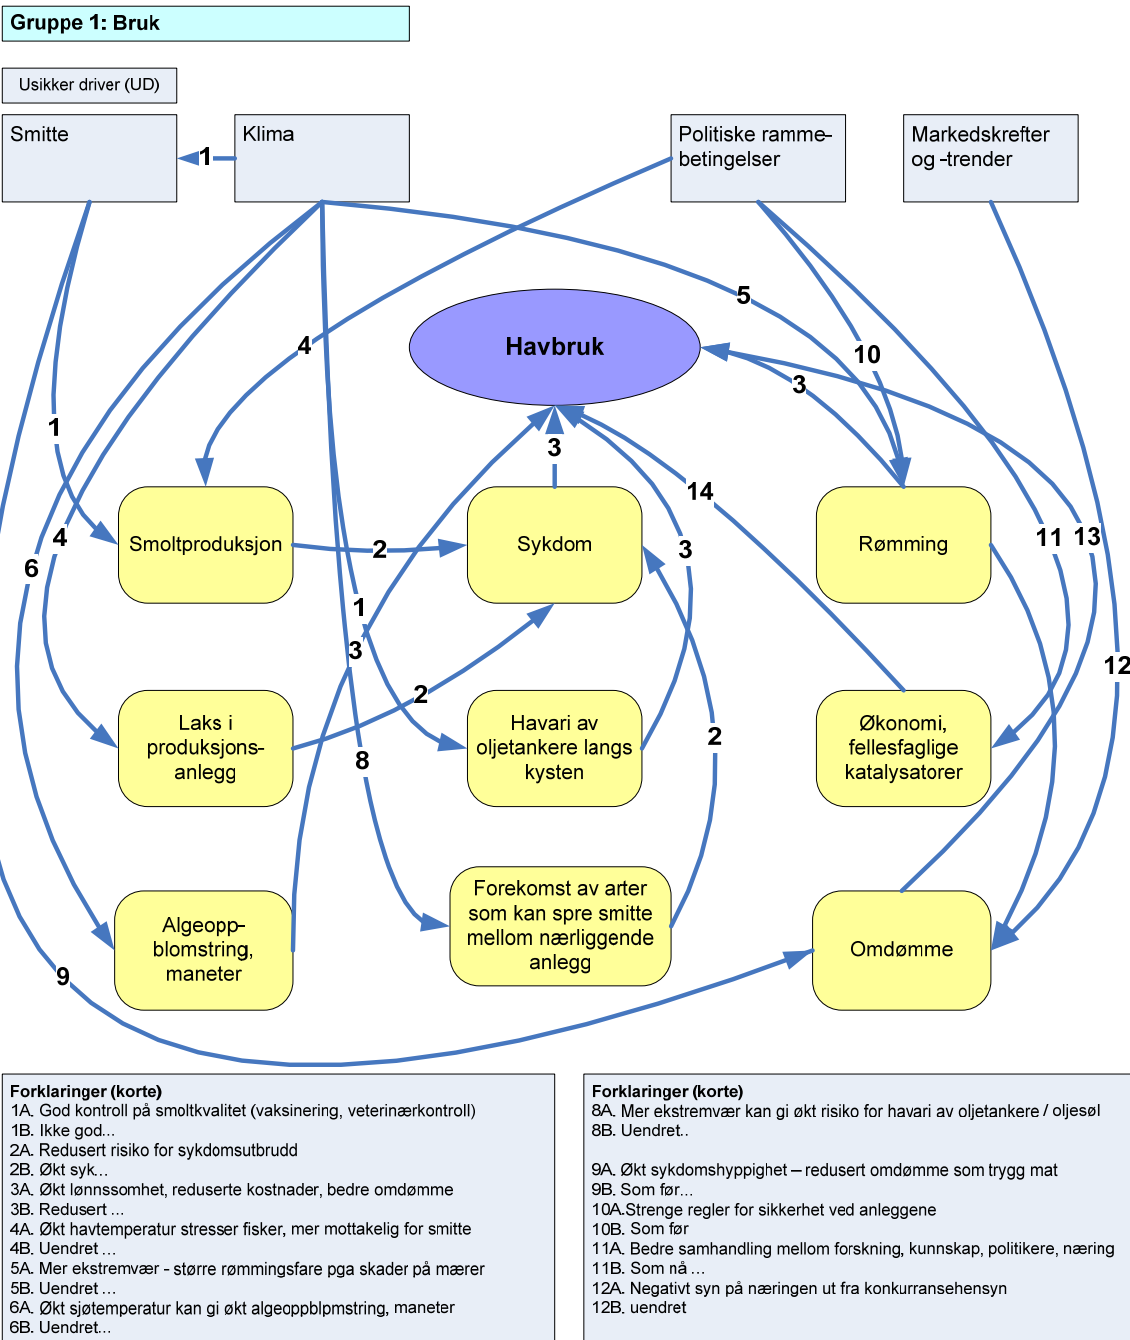 Gruppe 1: Bruk
Usikker driver (UD)
Smitte
Klima
Politiske ramme–
betingelser
Markedskrefter
og -trender
1
5
4
Havbruk
10
3
1
3
14
4
6
Smoltproduksjon
2
Sykdom
3
Rømming
11
13
1
3
2
12
Laks i
produksjons-
anlegg
Havari av
oljetankere langs
kysten
2
Økonomi,
fellesfaglige
katalysatorer
8
Algeopp-
blomstring,
maneter
Forekomst av arter
som kan spre smitte
mellom nærliggende
anlegg
Omdømme
9
Forklaringer (korte)
1A. God kontroll på smoltkvalitet (vaksinering, veterinærkontroll)
1B. Ikke god...
2A. Redusert risiko for sykdomsutbrudd
2B. Økt syk...
3A. Økt lønnssomhet, reduserte kostnader, bedre omdømme
3B. Redusert ...
4A. Økt havtemperatur stresser fisker, mer mottakelig for smitte
4B. Uendret ...
5A. Mer ekstremvær - større rømmingsfare pga skader på mærer
5B. Uendret ...
6A. Økt sjøtemperatur kan gi økt algeoppblpmstring, maneter
6B. Uendret...
Forklaringer (korte)
8A. Mer ekstremvær kan gi økt risiko for havari av oljetankere / oljesøl
8B. Uendret..
9A. Økt sykdomshyppighet – redusert omdømme som trygg mat
9B. Som før...
10A.Strenge regler for sikkerhet ved anleggene
10B. Som før
11A. Bedre samhandling mellom forskning, kunnskap, politikere, næring
11B. Som nå ...
12A. Negativt syn på næringen ut fra konkurransehensyn
12B. uendret